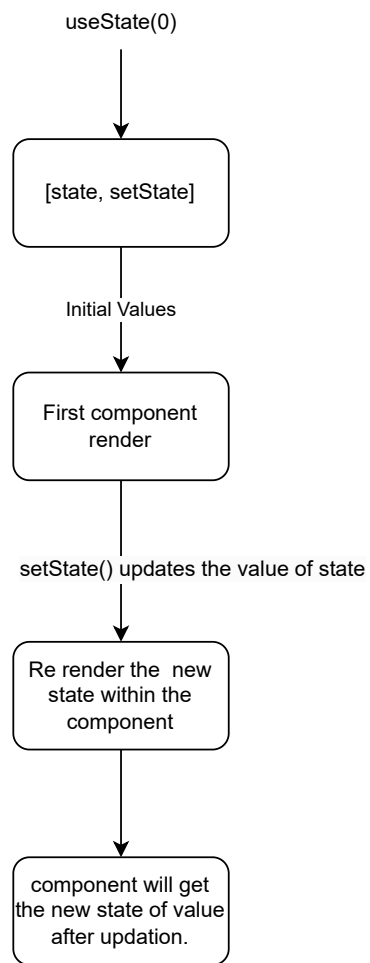 useState(0)
[state, setState]
Initial Values
First component
render
setState() updates the value of state
Re render the  new
state within the
component
component will get
the new state of value
after updation.